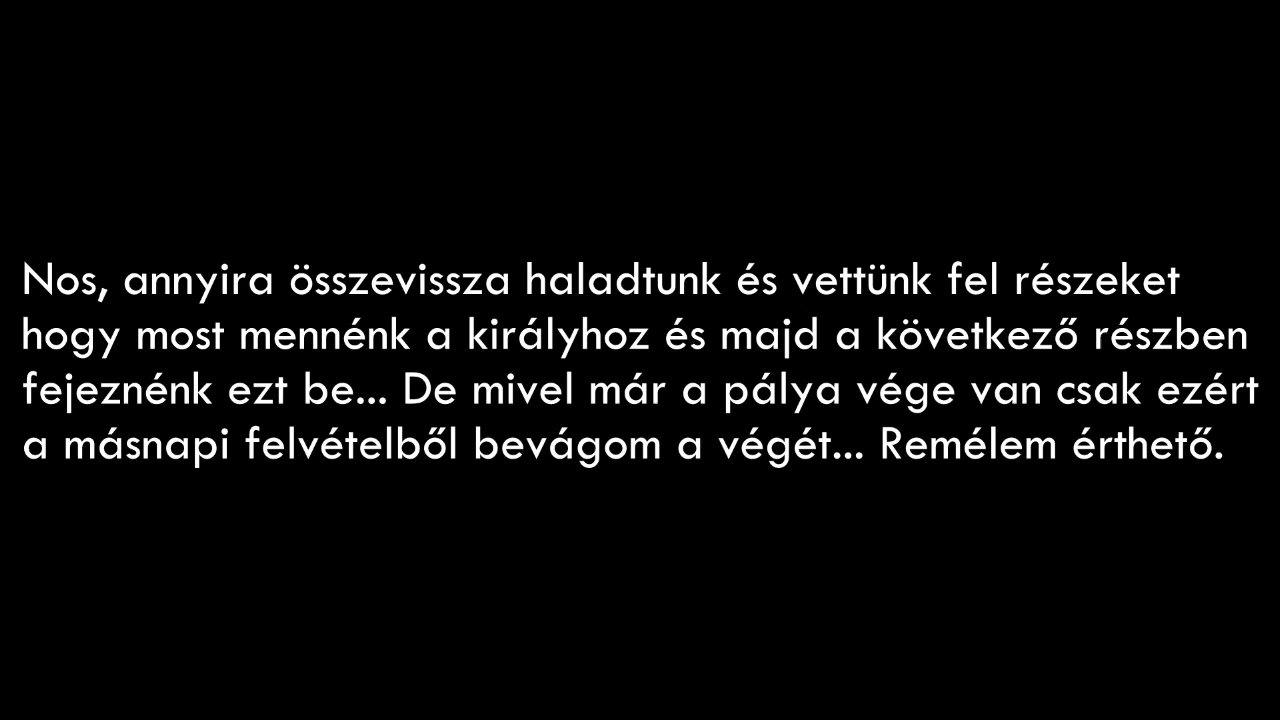 Nos, annyira összevissza haladtunk és vettünk fel részeket
hogy most mennénk a királyhoz és majd a következő részben
fejeznénk ezt be... De mivel már a pálya vége van csak ezért
a másnapi felvételből bevágom a végét... Remélem érthető.